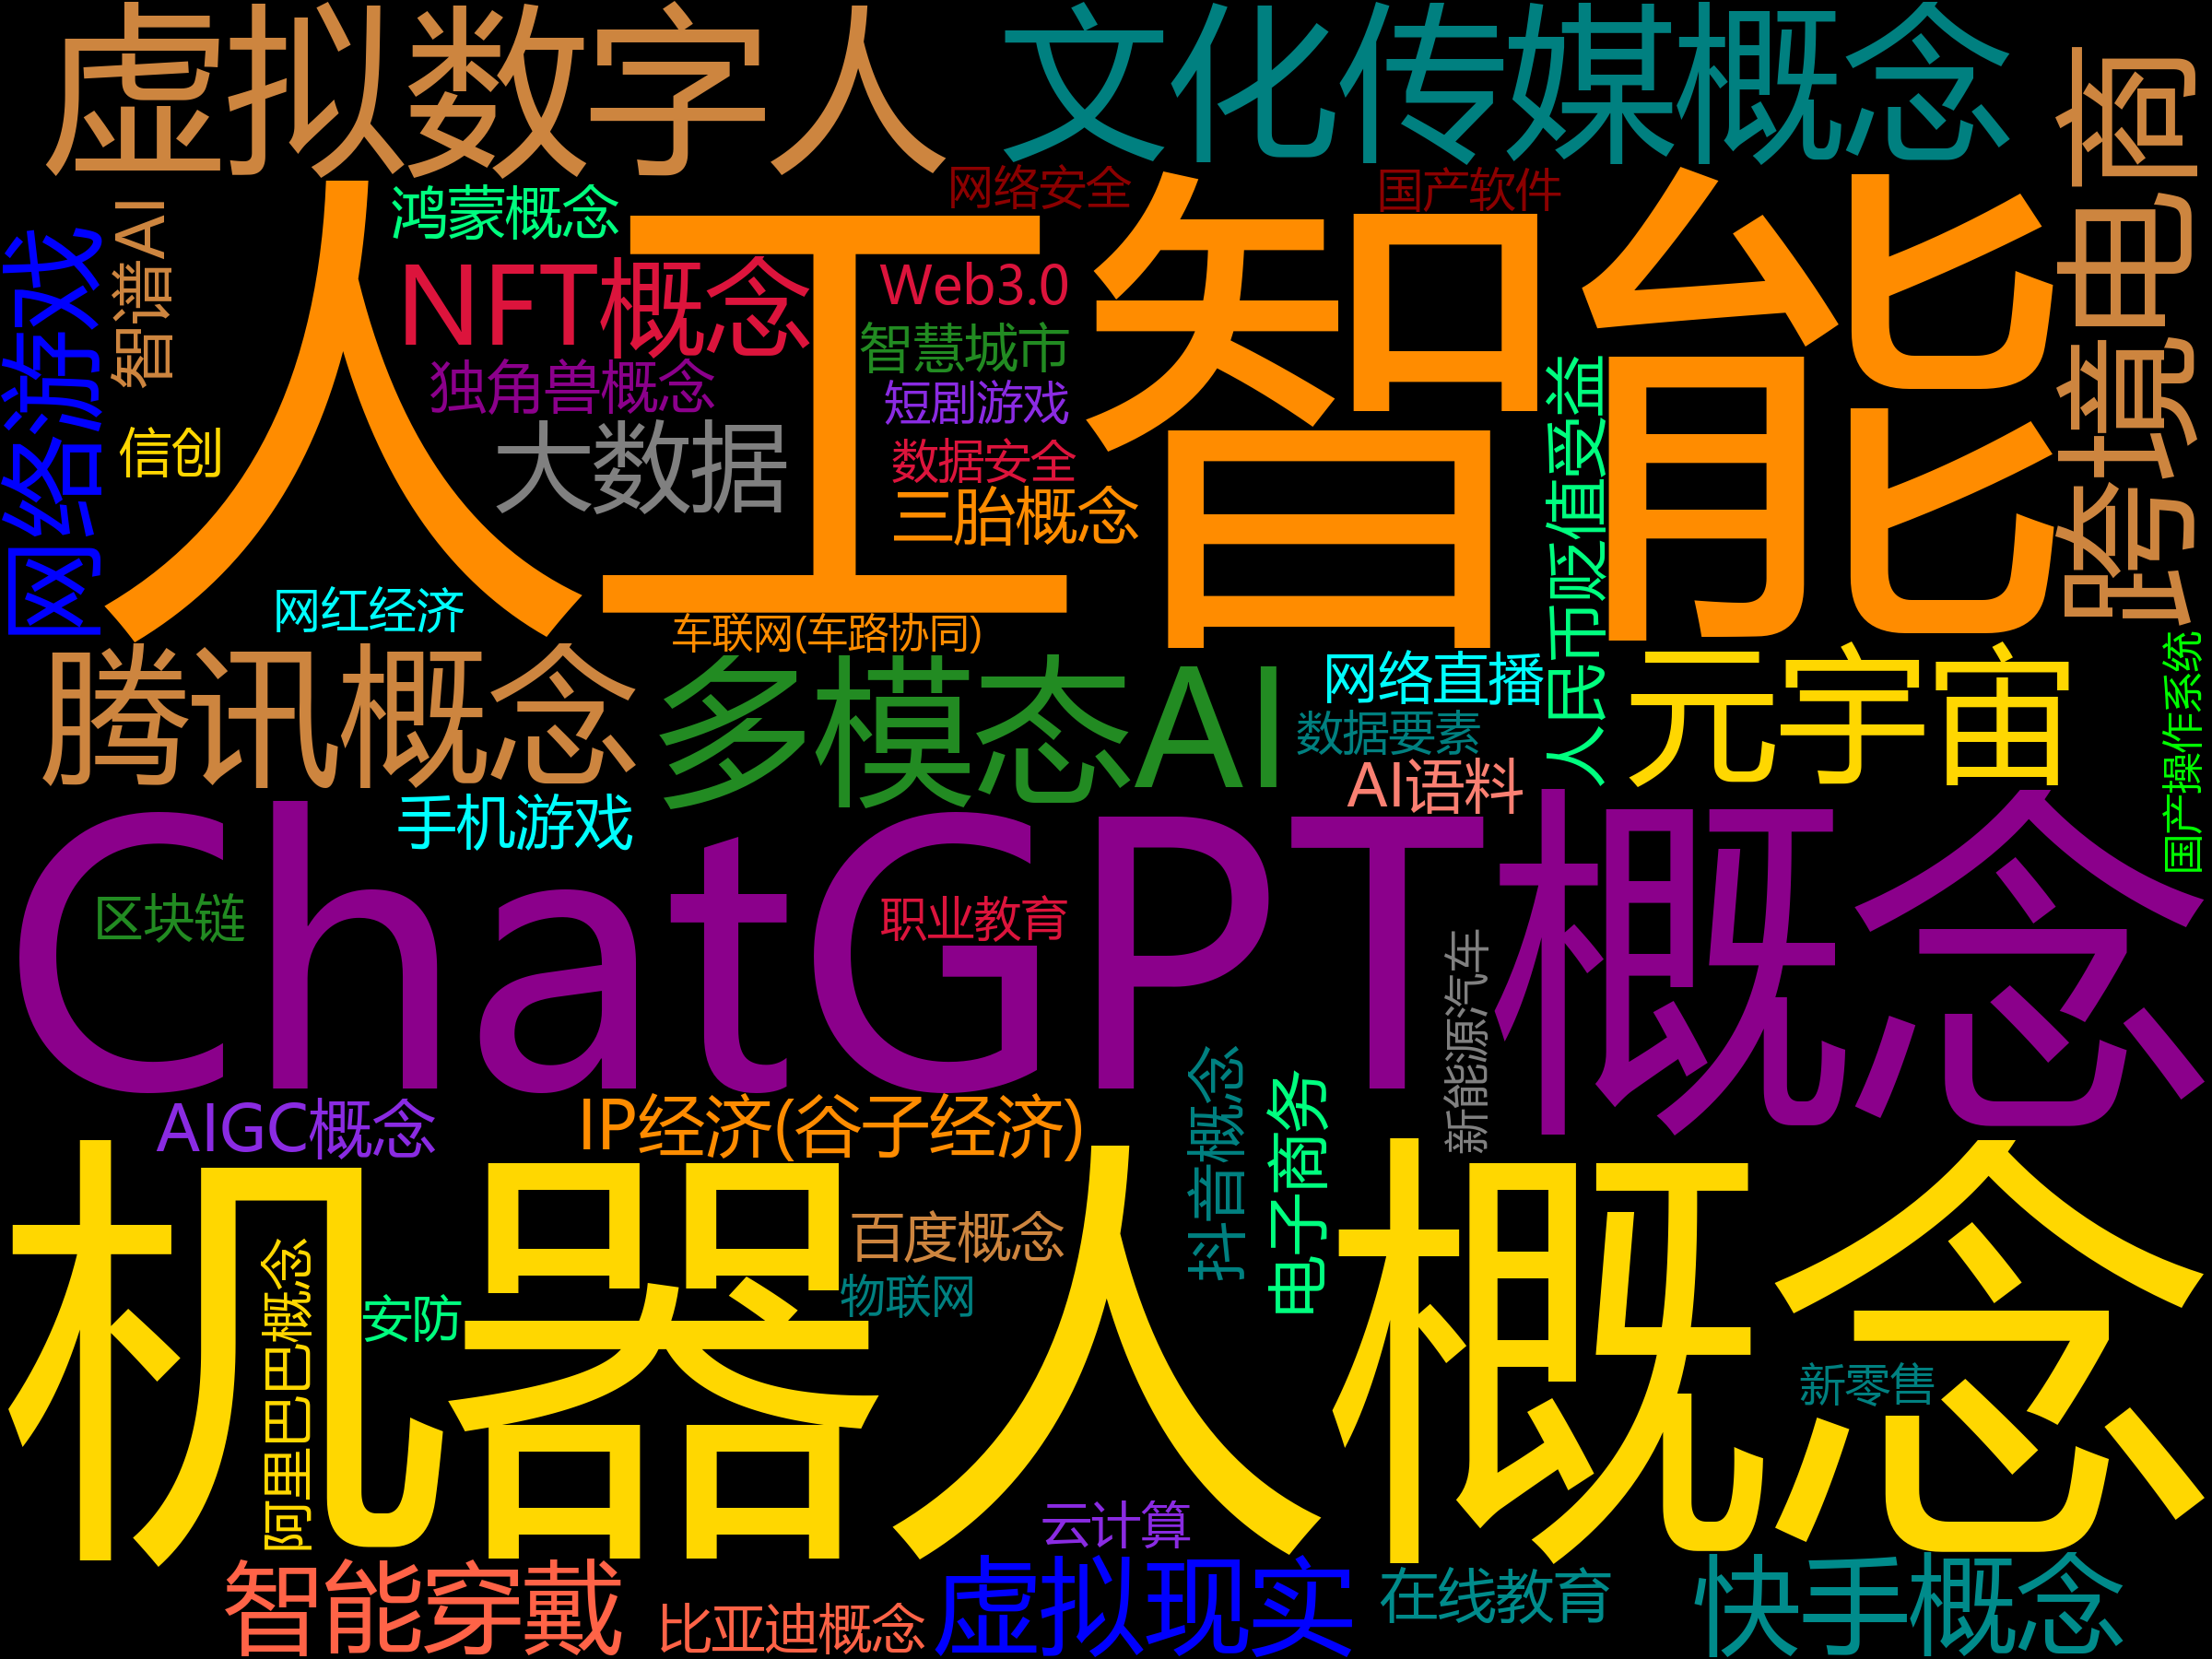 虚拟数字人
文化传媒概念
跨境电商
网络安全
国产软件
鸿蒙概念
人工智能
智谱AI
网络游戏
NFT概念
Web3.0
智慧城市
独角兽概念
短剧游戏
信创
大数据
数据安全
三胎概念
人民币贬值受益
网红经济
车联网(车路协同)
腾讯概念
多模态AI
网络直播
元宇宙
国产操作系统
数据要素
AI语料
手机游戏
ChatGPT概念
区块链
职业教育
新能源汽车
AIGC概念
IP经济(谷子经济)
抖音概念
电子商务
机器人概念
百度概念
物联网
阿里巴巴概念
安防
新零售
云计算
智能穿戴
比亚迪概念
虚拟现实
在线教育
快手概念